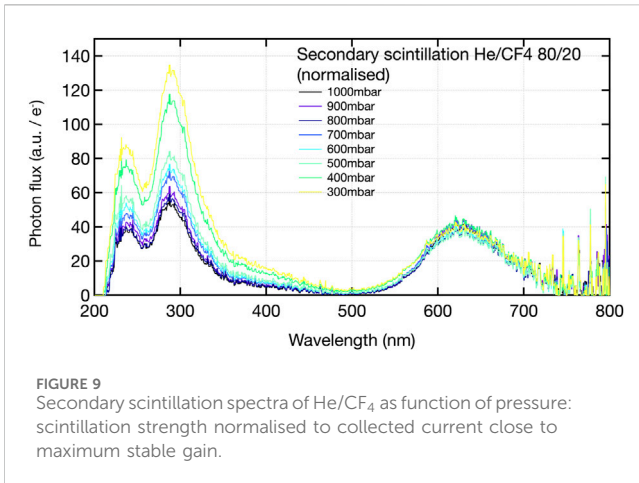 Secondary scintillation He/CF4 80/20
(normalised)
1000mbar
900mbar
800mbar
700mbar
600mbar
500mbar
400mbar
300mbar
Photon flux (a.u. / e⁻)
140
120
100
80
60
40
20
0
200 300 400 500 600 700 800
Wavelength (nm)
FIGURE 9
Secondary scintillation spectra of He/CF₄ as function of pressure:
scintillation strength normalised to collected current close to
maximum stable gain.